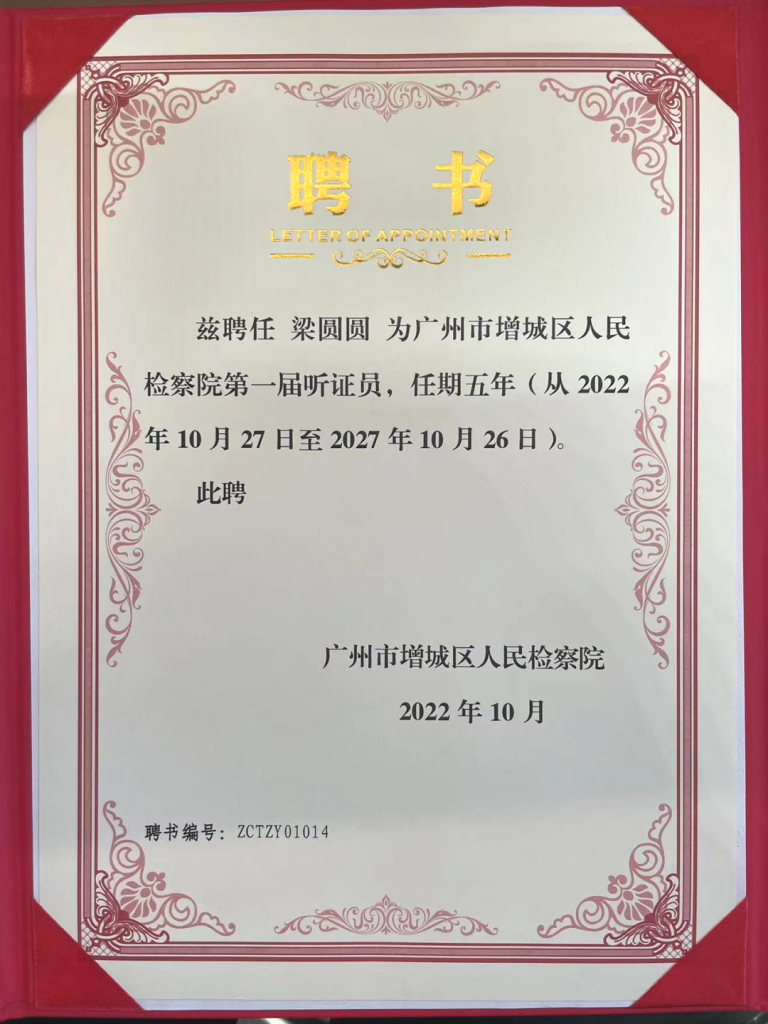 聘书
LETTER OF APPOINTMENT
兹聘任 梁圆圆 为广州市增城区人民
检察院第一届听证员，任期五年（从 2022
年 10 月 27 日至 2027 年 10 月 26 日）。
此聘
广州市增城区人民检察院
2022 年 10 月
聘书编号：ZCTZY01014